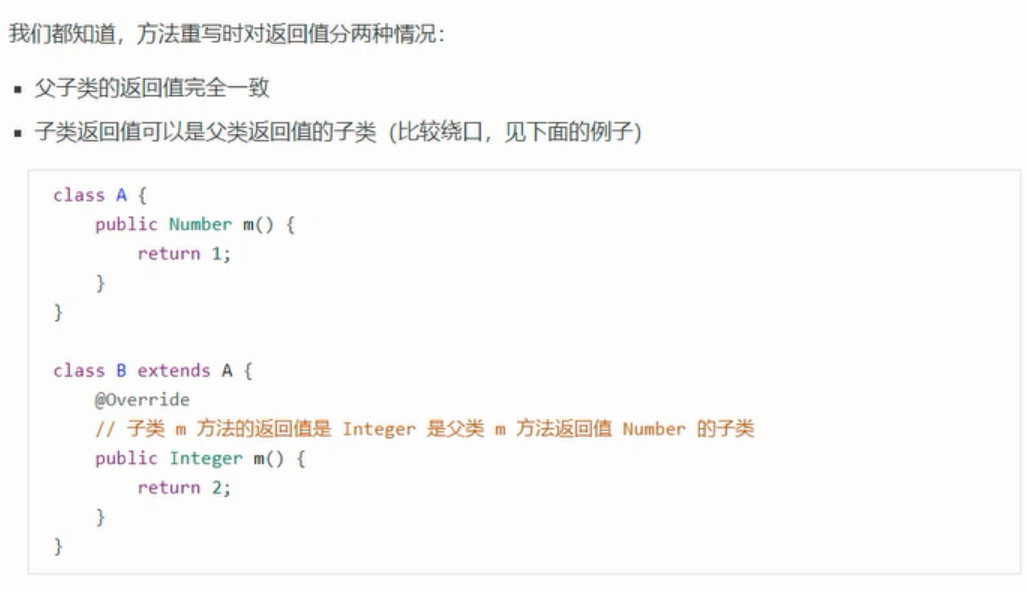 我们都知道，方法重写时对返回值分两种情况：
▪ 父子类的返回值完全一致
▪ 子类返回值可以是父类返回值的子类（比较绕口，见下面的例子）
class A {
    public Number m() {
        return 1;
    }
}

class B extends A {
    @Override
    // 子类 m 方法的返回值是 Integer 是父类 m 方法返回值 Number 的子类
    public Integer m() {
        return 2;
    }
}